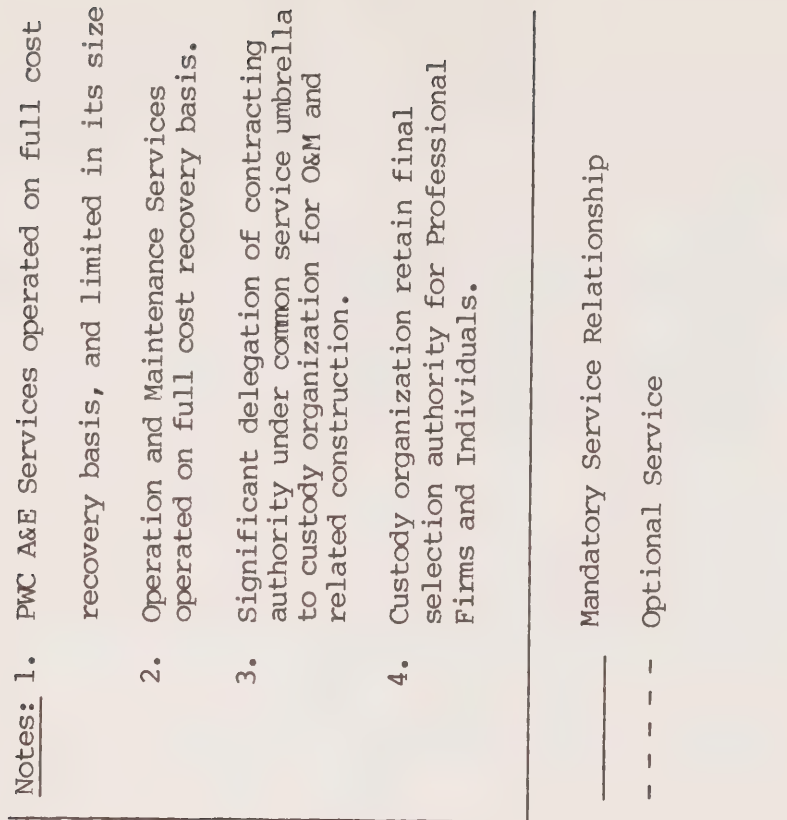 Notes: 1. PWC A&E Services operated on full cost
recovery basis, and limited in its size
2. Operation and Maintenance Services
operated on full cost recovery basis.
3. Significant delegation of contracting
authority under common service umbrella
to custody organization for O&M and
related construction.
4. Custody organization retain final
selection authority for Professional
Firms and Individuals.
Mandatory Service Relationship
Optional Service